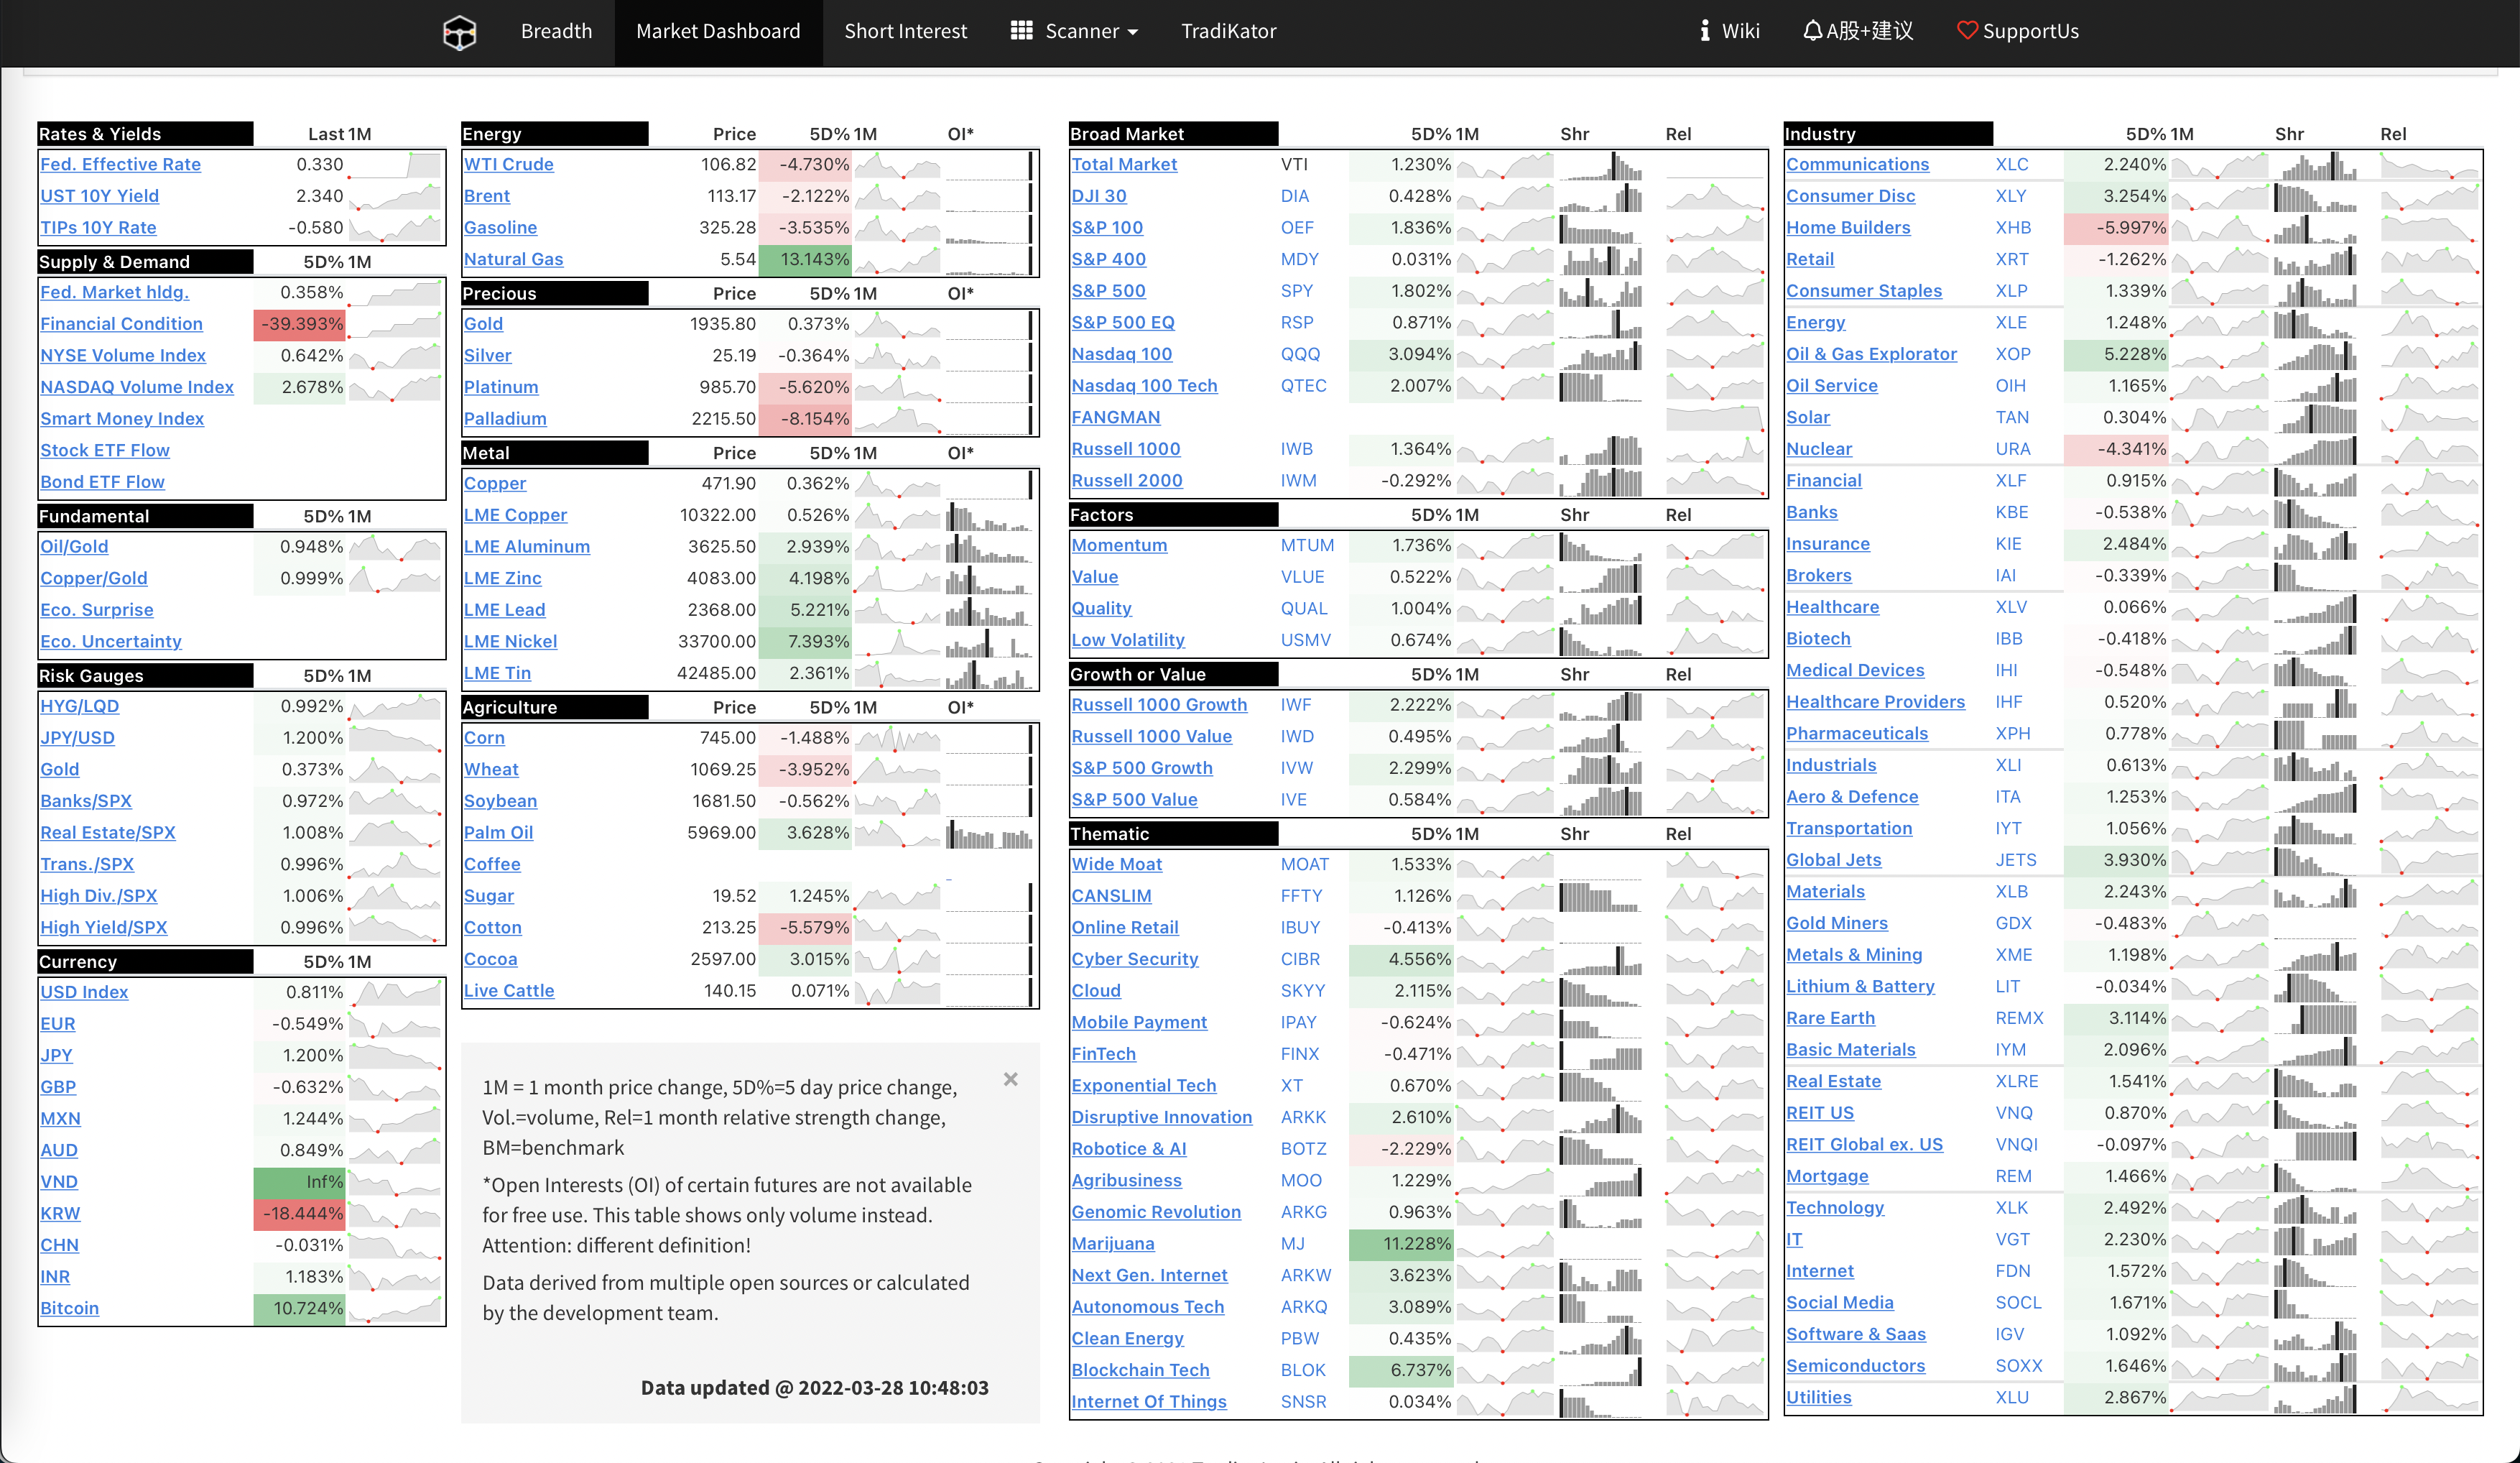 Breadth Market Dashboard Short Interest Scanner TradiKator Wiki A股+建议 SupportUs
Rates & Yields Last 1M
Fed. Effective Rate 0.330
UST 10Y Yield 2.340
TIPs 10Y Rate -0.580
Supply & Demand 5D% 1M
Fed. Market hldg. 0.358%
Financial Condition -39.393%
NYSE Volume Index 0.642%
NASDAQ Volume Index 2.678%
Smart Money Index
Stock ETF Flow
Bond ETF Flow
Fundamental 5D% 1M
Oil/Gold 0.948%
Copper/Gold 0.999%
Eco. Surprise
Eco. Uncertainty
Risk Gauges 5D% 1M
HYG/LQD 0.992%
JPY/USD 1.200%
Gold 0.373%
Banks/SPX 0.972%
Real Estate/SPX 1.008%
Trans./SPX 0.996%
High Div./SPX 1.006%
High Yield/SPX 0.996%
Currency 5D% 1M
USD Index 0.811%
EUR -0.549%
JPY 1.200%
GBP -0.632%
MXN 1.244%
AUD 0.849%
VND Inf%
KRW -18.444%
CHN -0.031%
INR 1.183%
Bitcoin 10.724%
Energy Price 5D% 1M OI*
WTI Crude 106.82 -4.730%
Brent 113.17 -2.122%
Gasoline 325.28 -3.535%
Natural Gas 5.54 13.143%
Precious Price 5D% 1M OI*
Gold 1935.80 0.373%
Silver 25.19 -0.364%
Platinum 985.70 -5.620%
Palladium 2215.50 -8.154%
Metal Price 5D% 1M OI*
Copper 471.90 0.362%
LME Copper 10322.00 0.526%
LME Aluminum 3625.50 2.939%
LME Zinc 4083.00 4.198%
LME Lead 2368.00 5.221%
LME Nickel 33700.00 7.393%
LME Tin 42485.00 2.361%
Agriculture Price 5D% 1M OI*
Corn 745.00 -1.488%
Wheat 1069.25 -3.952%
Soybean 1681.50 -0.562%
Palm Oil 5969.00 3.628%
Coffee
Sugar 19.52 1.245%
Cotton 213.25 -5.579%
Cocoa 2597.00 3.015%
Live Cattle 140.15 0.071%
1M = 1 month price change, 5D%=5 day price change, ×
Vol.=volume, Rel=1 month relative strength change,
BM=benchmark
*Open Interests (OI) of certain futures are not available
for free use. This table shows only volume instead.
Attention: different definition!
Data derived from multiple open sources or calculated
by the development team.
Data updated @ 2022-03-28 10:48:03
Broad Market 5D% 1M Shr Rel
Total Market VTI 1.230%
DJI 30 DIA 0.428%
S&P 100 OEF 1.836%
S&P 400 MDY 0.031%
S&P 500 SPY 1.802%
S&P 500 EQ RSP 0.871%
Nasdaq 100 QQQ 3.094%
Nasdaq 100 Tech QTEC 2.007%
FANGMAN
Russell 1000 IWB 1.364%
Russell 2000 IWM -0.292%
Factors 5D% 1M Shr Rel
Momentum MTUM 1.736%
Value VLUE 0.522%
Quality QUAL 1.004%
Low Volatility USMV 0.674%
Growth or Value 5D% 1M Shr Rel
Russell 1000 Growth IWF 2.222%
Russell 1000 Value IWD 0.495%
S&P 500 Growth IVW 2.299%
S&P 500 Value IVE 0.584%
Thematic 5D% 1M Shr Rel
Wide Moat MOAT 1.533%
CANSLIM FFTY 1.126%
Online Retail IBUY -0.413%
Cyber Security CIBR 4.556%
Cloud SKYY 2.115%
Mobile Payment IPAY -0.624%
FinTech FINX -0.471%
Exponential Tech XT 0.670%
Disruptive Innovation ARKK 2.610%
Robotice & AI BOTZ -2.229%
Agribusiness MOO 1.229%
Genomic Revolution ARKG 0.963%
Marijuana MJ 11.228%
Next Gen. Internet ARKW 3.623%
Autonomous Tech ARKQ 3.089%
Clean Energy PBW 0.435%
Blockchain Tech BLOK 6.737%
Internet Of Things SNSR 0.034%
Industry 5D% 1M Shr Rel
Communications XLC 2.240%
Consumer Disc XLY 3.254%
Home Builders XHB -5.997%
Retail XRT -1.262%
Consumer Staples XLP 1.339%
Energy XLE 1.248%
Oil & Gas Explorator XOP 5.228%
Oil Service OIH 1.165%
Solar TAN 0.304%
Nuclear URA -4.341%
Financial XLF 0.915%
Banks KBE -0.538%
Insurance KIE 2.484%
Brokers IAI -0.339%
Healthcare XLV 0.066%
Biotech IBB -0.418%
Medical Devices IHI -0.548%
Healthcare Providers IHF 0.520%
Pharmaceuticals XPH 0.778%
Industrials XLI 0.613%
Aero & Defence ITA 1.253%
Transportation IYT 1.056%
Global Jets JETS 3.930%
Materials XLB 2.243%
Gold Miners GDX -0.483%
Metals & Mining XME 1.198%
Lithium & Battery LIT -0.034%
Rare Earth REMX 3.114%
Basic Materials IYM 2.096%
Real Estate XLRE 1.541%
REIT US VNQ 0.870%
REIT Global ex. US VNQI -0.097%
Mortgage REM 1.466%
Technology XLK 2.492%
IT VGT 2.230%
Internet FDN 1.572%
Social Media SOCL 1.671%
Software & Saas IGV 1.092%
Semiconductors SOXX 1.646%
Utilities XLU 2.867%